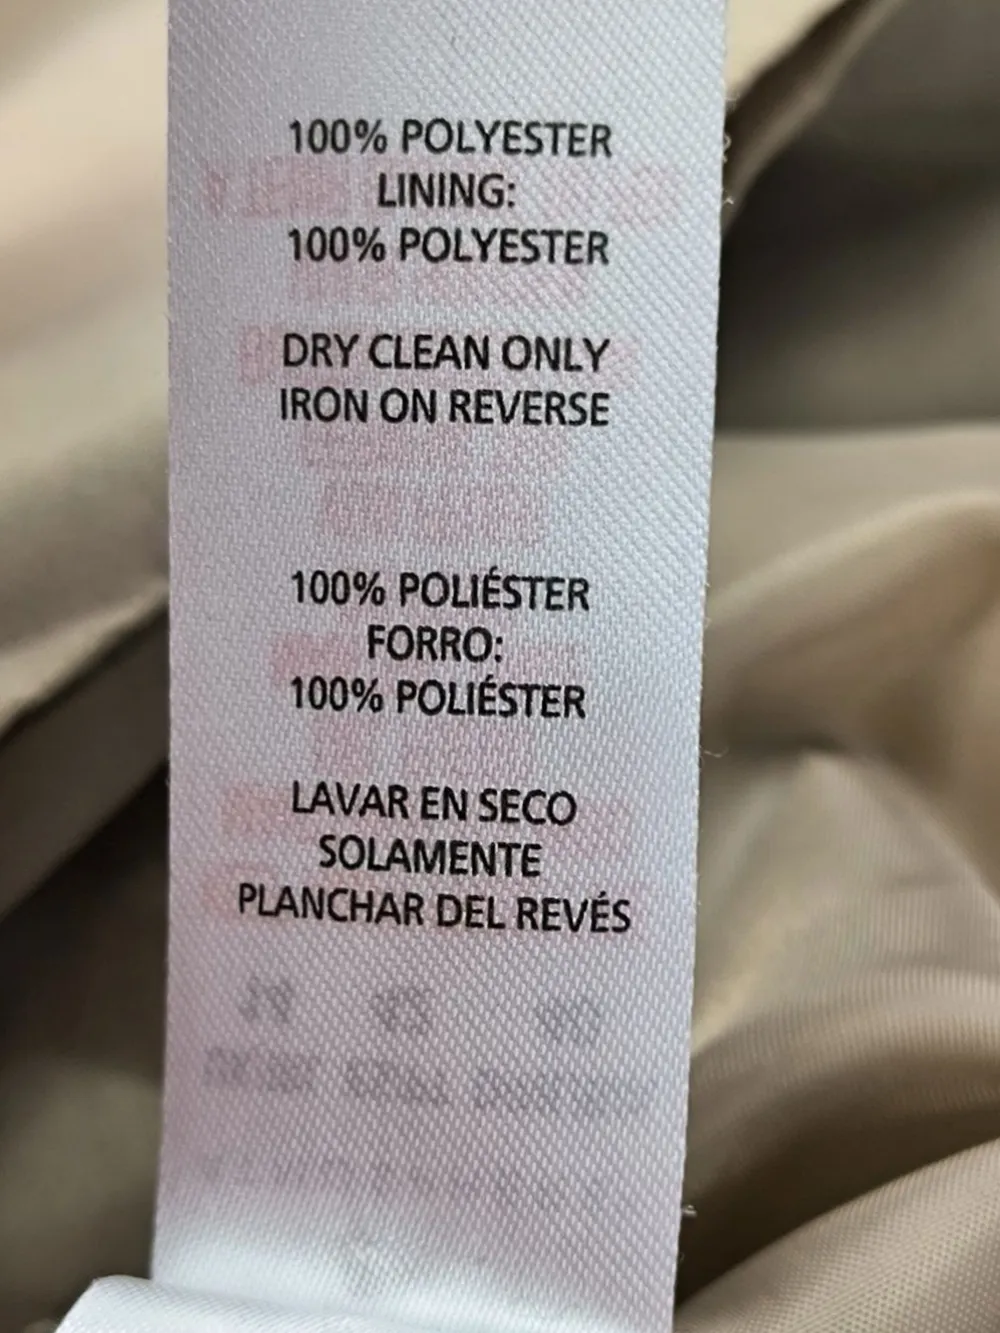 100% POLYESTER
LINING:
100% POLYESTER
DRY CLEAN ONLY
IRON ON REVERSE
100% POLIÉSTER
FORRO:
100% POLIÉSTER
LAVAR EN SECO
SOLAMENTE
PLANCHAR DEL REVÉS